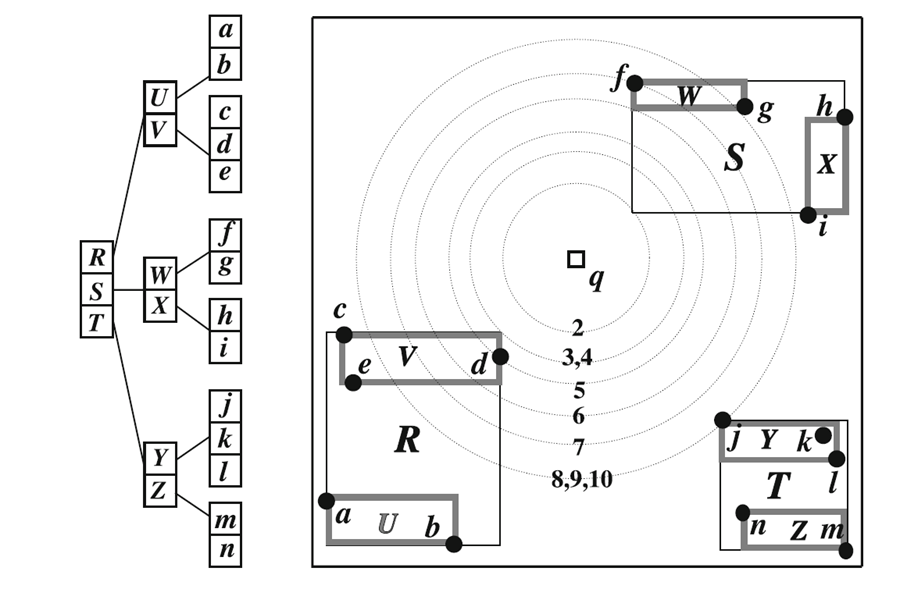 a
b
U
V
c
d
e
R
S
T
W
X
f
g
h
i
Y
Z
j
k
l
m
n
f
W
g
h
S
X
i
q
c
2
e V d
3,4
5
6
R
7
j Y k
8,9,10
T l
a U b
n Z m